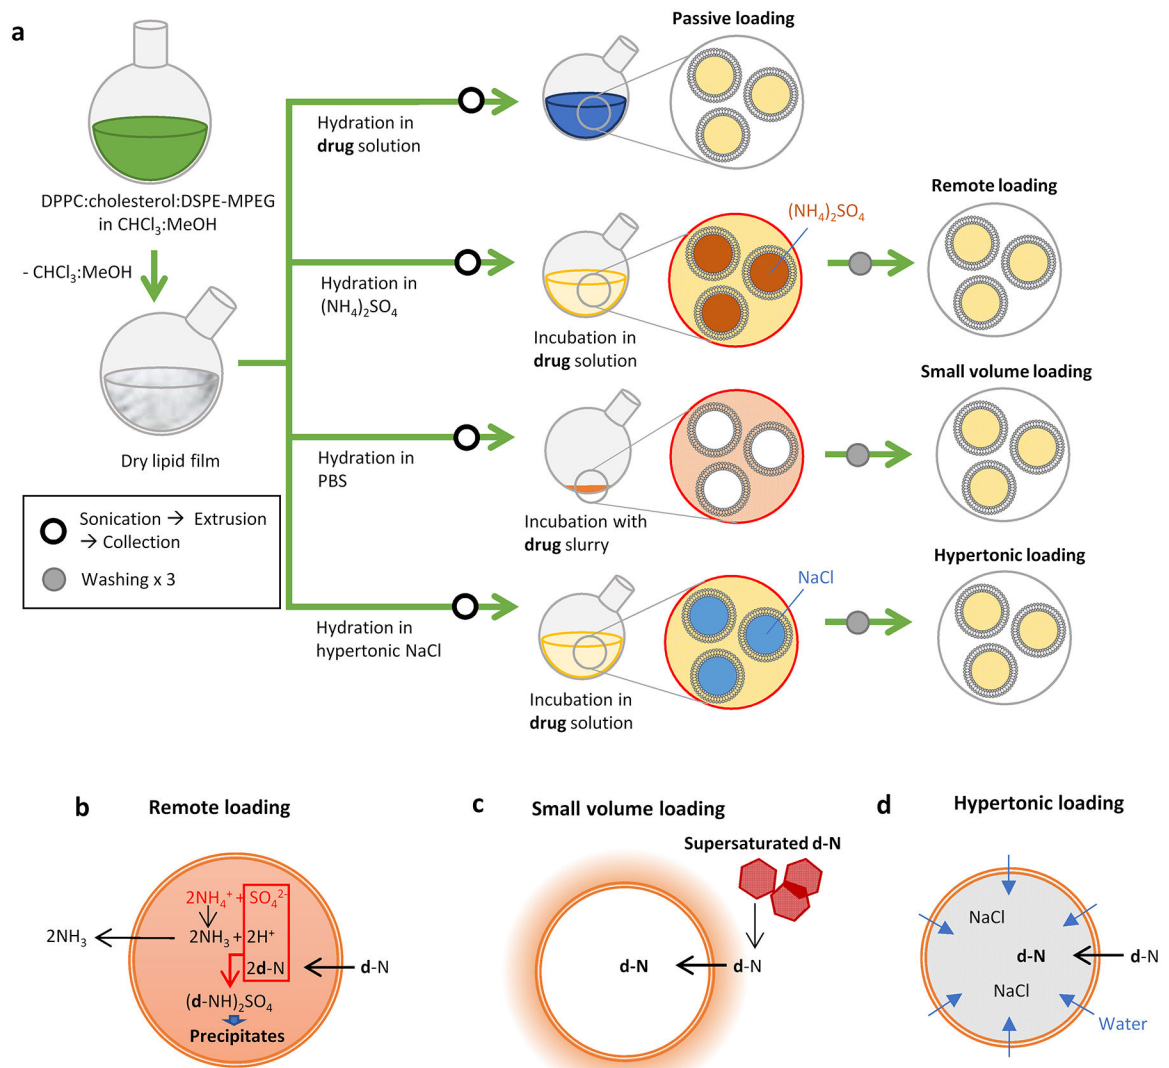 a
DPPC:cholesterol:DSPE-MPEG
in CHCl₃:MeOH
- CHCl₃:MeOH
Dry lipid film
Sonication → Extrusion
→ Collection
Washing x 3
Hydration in
drug solution
Passive loading
Hydration in
(NH₄)₂SO₄
Incubation in
drug solution
(NH₄)₂SO₄
Remote loading
Hydration in
PBS
Incubation with
drug slurry
Small volume loading
Hydration in
hypertonic NaCl
Incubation in
drug solution
NaCl
Hypertonic loading
b
Remote loading
2NH₄⁺ + SO₄²⁻
2NH₃
2NH₃ + 2H⁺
2d-N
d-N
(d-NH)₂SO₄
Precipitates
c
Small volume loading
Supersaturated d-N
d-N
d-N
d
Hypertonic loading
NaCl
d-N
d-N
NaCl
Water